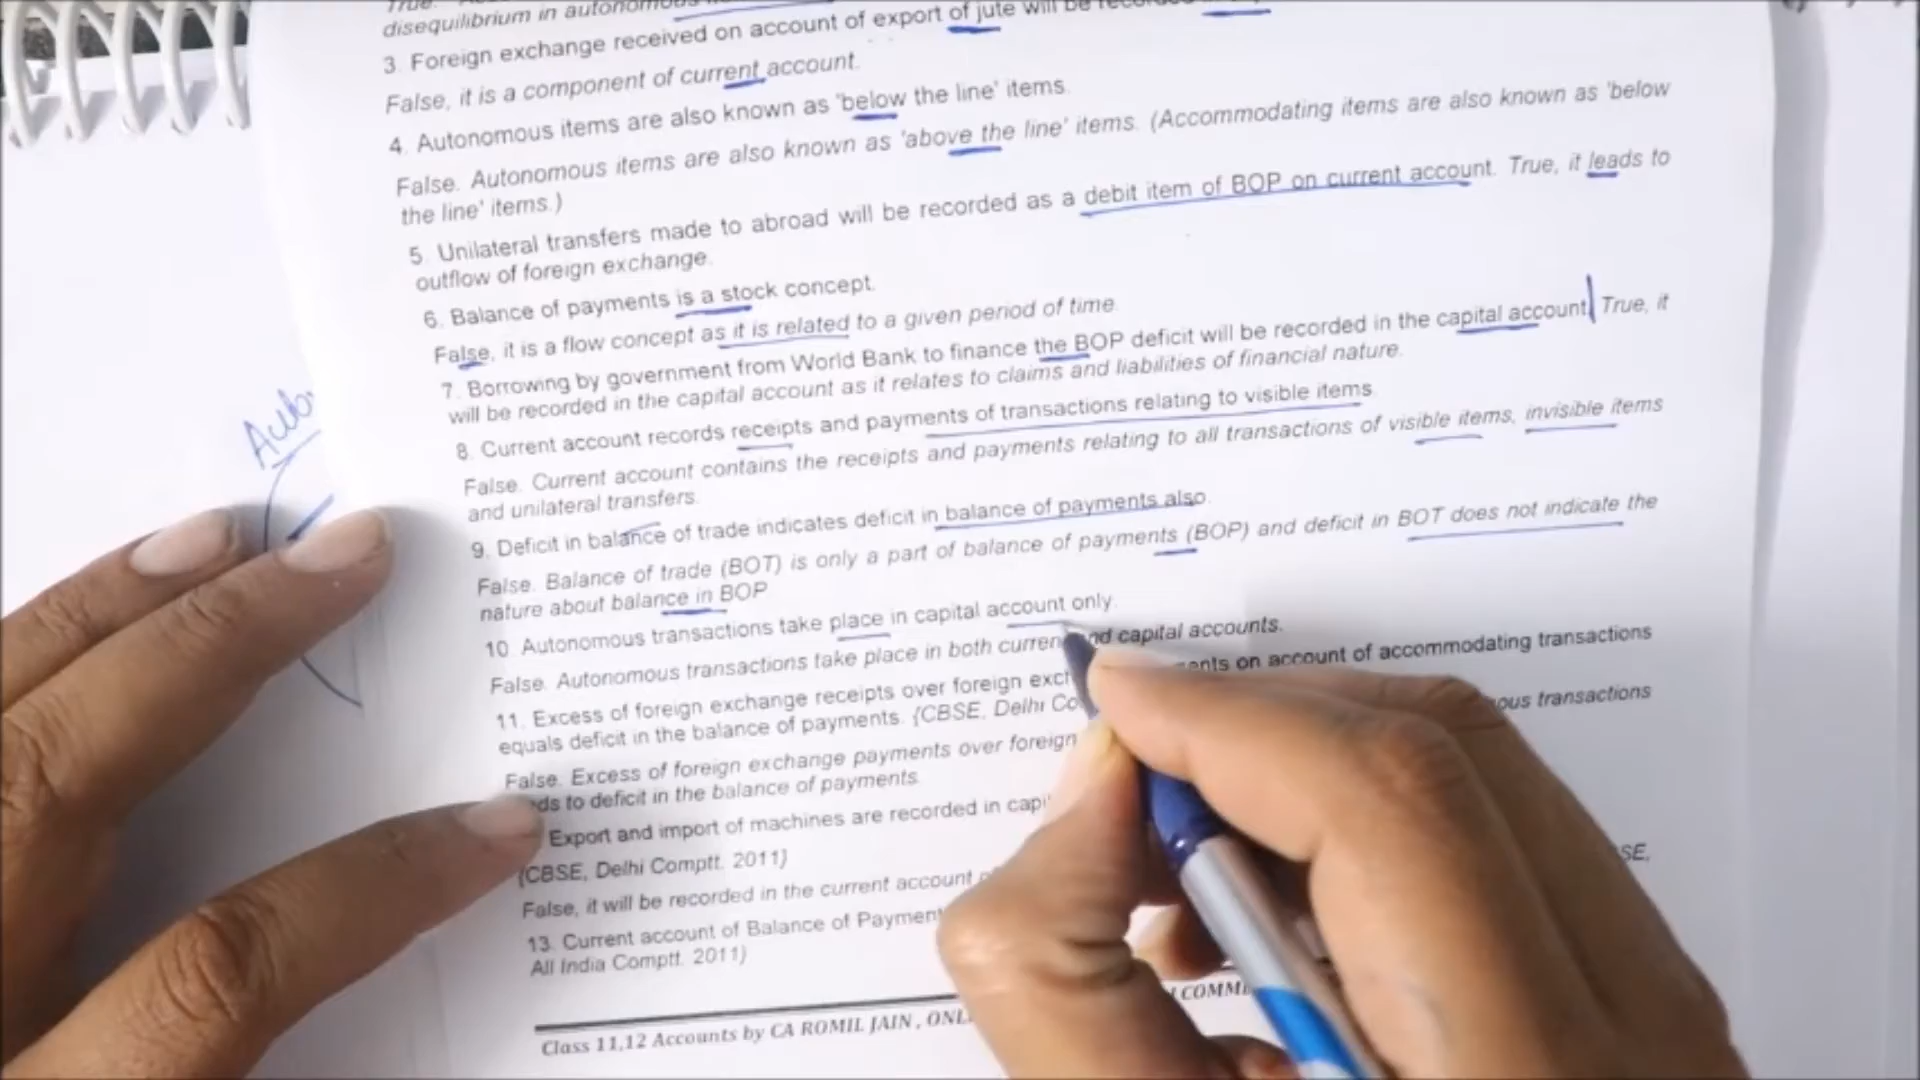 True.
disequilibrium in autonomous
3. Foreign exchange received on account of export of jute will be
False, it is a component of current account.
4. Autonomous items are also known as 'below the line' items.
False. Autonomous items are also known as 'above the line' items. (Accommodating items are also known as 'below
the line' items.)
5. Unilateral transfers made to abroad will be recorded as a debit item of BOP on current account. True, it leads to
outflow of foreign exchange.
6. Balance of payments is a stock concept.
False, it is a flow concept as it is related to a given period of time.
7. Borrowing by government from World Bank to finance the BOP deficit will be recorded in the capital account. True, it
will be recorded in the capital account as it relates to claims and liabilities of financial nature.
8. Current account records receipts and payments of transactions relating to visible items.
False. Current account contains the receipts and payments relating to all transactions of visible items, invisible items
and unilateral transfers.
9. Deficit in balance of trade indicates deficit in balance of payments also.
False. Balance of trade (BOT) is only a part of balance of payments (BOP) and deficit in BOT does not indicate the
nature about balance in BOP
10. Autonomous transactions take place in capital account only.
False. Autonomous transactions take place in both curren nd capital accounts.
11. Excess of foreign exchange receipts over foreign exc ents on account of accommodating transactions
equals deficit in the balance of payments. {CBSE, Delhi Co
False. Excess of foreign exchange payments over foreign ous transactions
ds to deficit in the balance of payments.
Export and import of machines are recorded in capi
{CBSE, Delhi Comptt. 2011}
False, it will be recorded in the current account
13. Current account of Balance of Payment SE,
All India Comptt. 2011}
Class 11,12 Accounts by CA ROMIL JAIN , ONL COMM